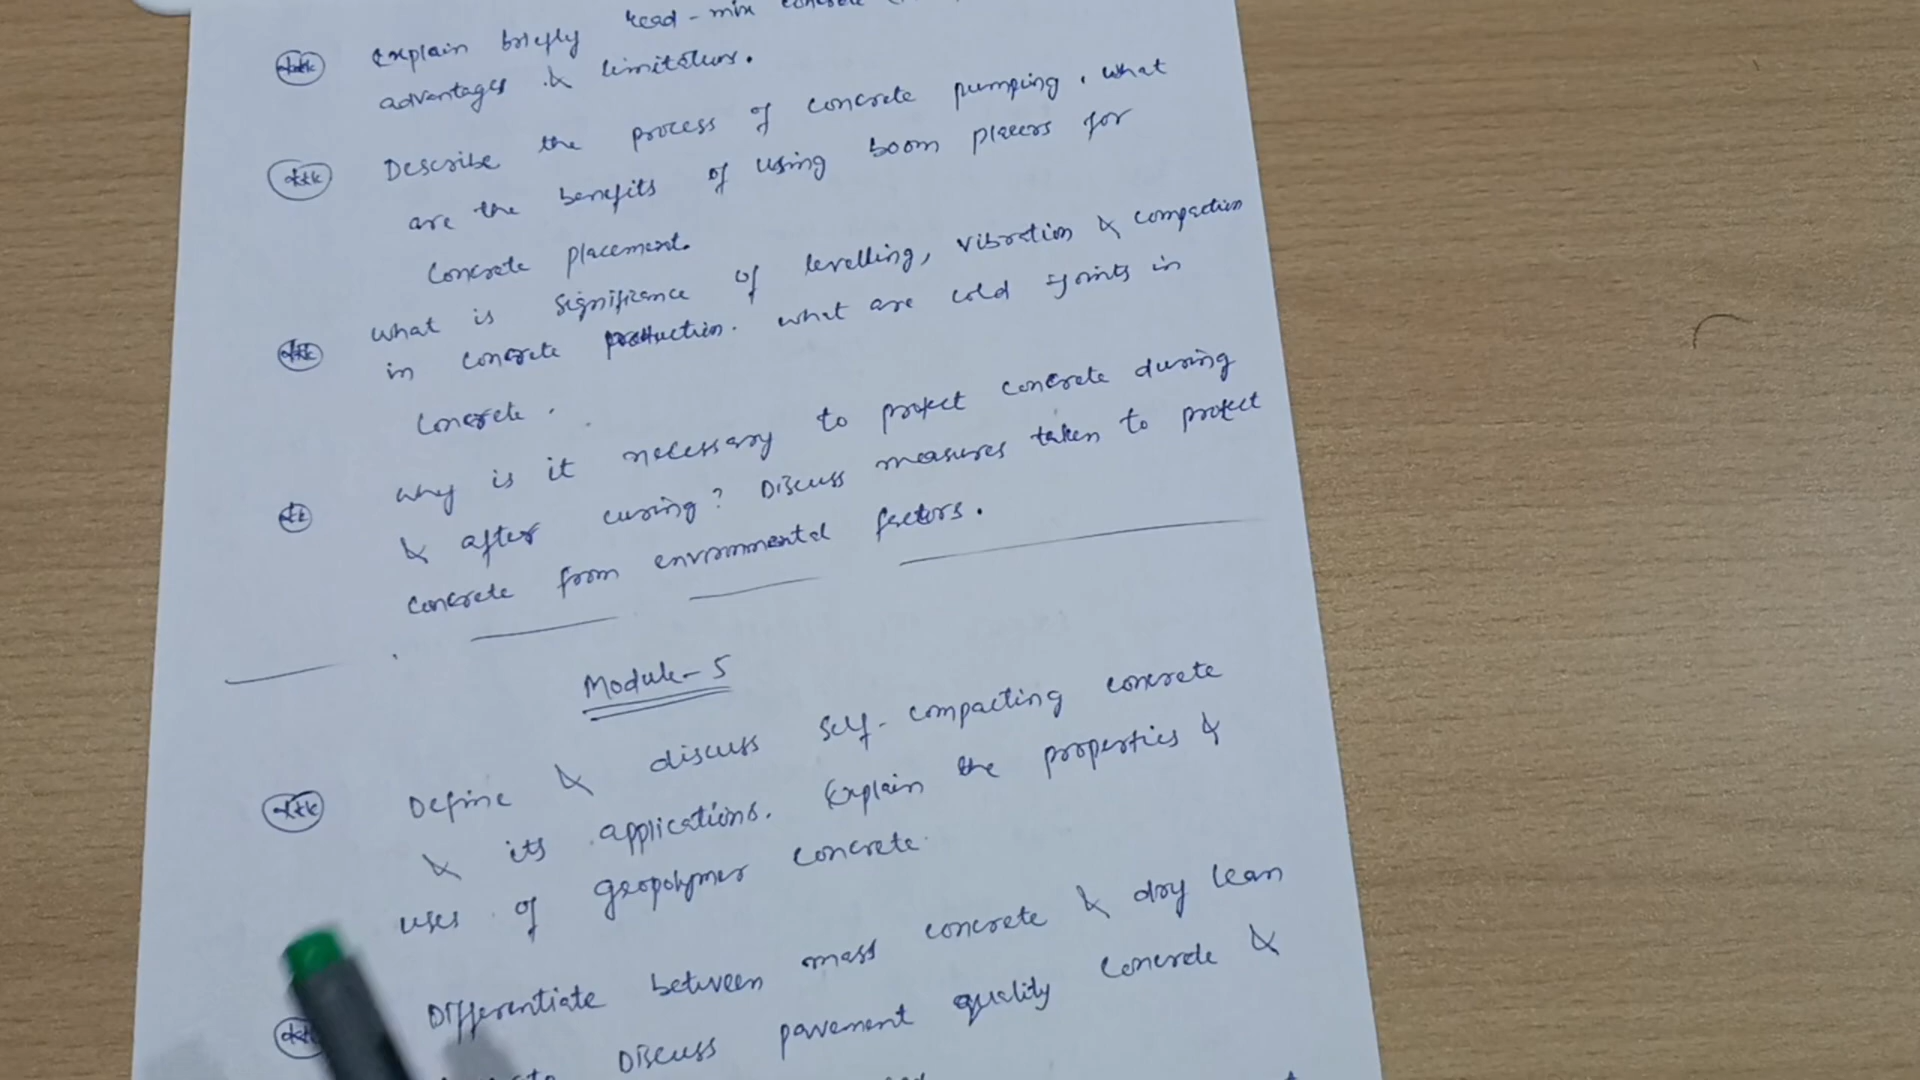 *** Explain briefly read-mix concrete
advantages & limitations.
*** Describe the process of concrete pumping. what
are the benefits of using boom placers for
concrete placement.
*** what is significance of levelling, vibration & compaction
in concrete production. what are cold joints in
concrete.
** why is it necessary to protect concrete during
& after curing? Discuss measures taken to protect
concrete from environmental factors.
Module-5
*** Define & discuss self-compacting concrete
& its applications. Explain the properties &
uses of geopolymer concrete.
Differentiate between mass concrete & dry lean
Discuss pavement quality concrete &